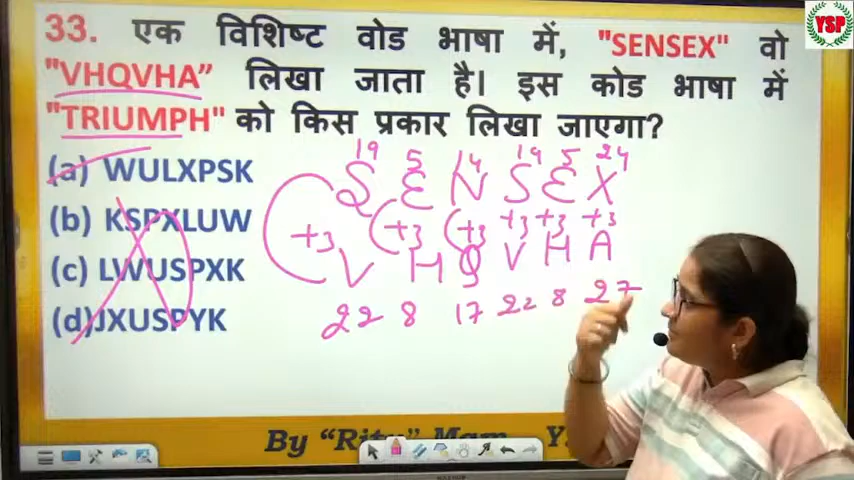 33. एक विशिष्ट वोड भाषा में, "SENSEX" वो
"VHQVHA” लिखा जाता है। इस कोड भाषा में
"TRIUMPH" को किस प्रकार लिखा जाएगा?
(a) WULXPSK
(b) KSPXLUW
(c) LWUSPXK
(d)JXUSPYK
19 5 14 19 5 24
S E N S E X
+3 +3 +3 +3 +3 +3
V H Q V H A
22 8 17 22 8 27
By “Ritu” Mam
YSP